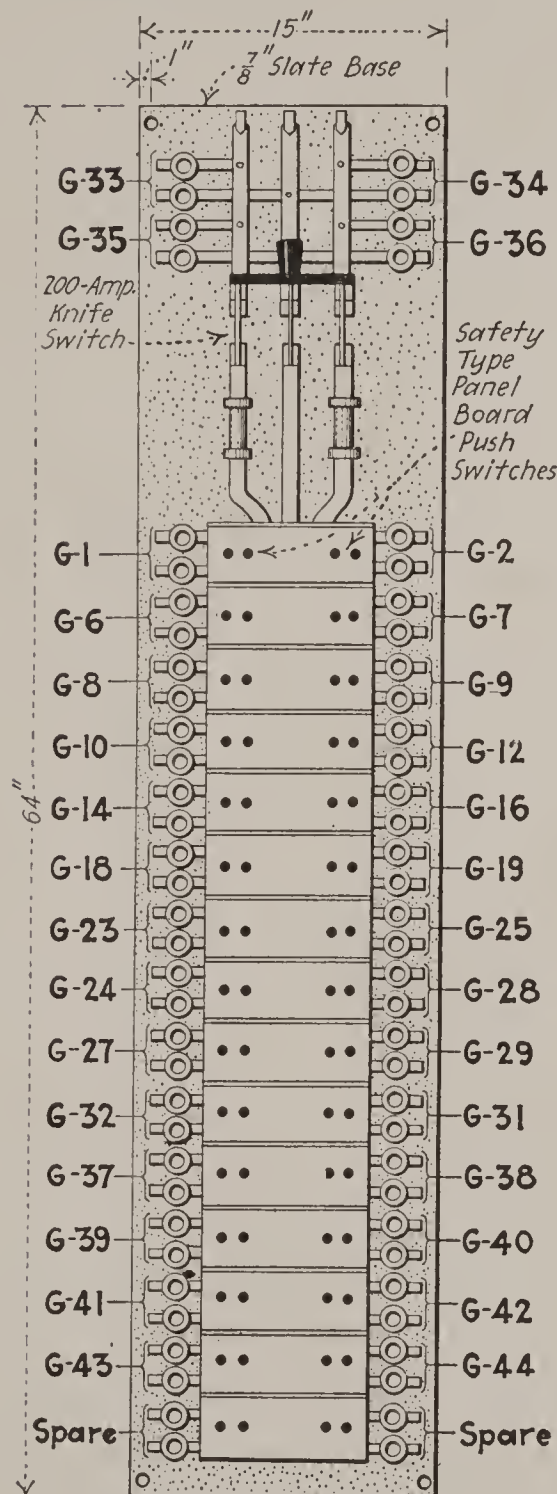 15"
1"
7/8" Slate Base
G-33
G-34
G-35
G-36
200-Amp.
Knife
Switch
Safety
Type
Panel
Board
Push
Switches
G-1
G-2
G-6
G-7
G-8
G-9
G-10
G-12
64"
G-14
G-16
G-18
G-19
G-23
G-25
G-24
G-28
G-27
G-29
G-32
G-31
G-37
G-38
G-39
G-40
G-41
G-42
G-43
G-44
Spare
Spare